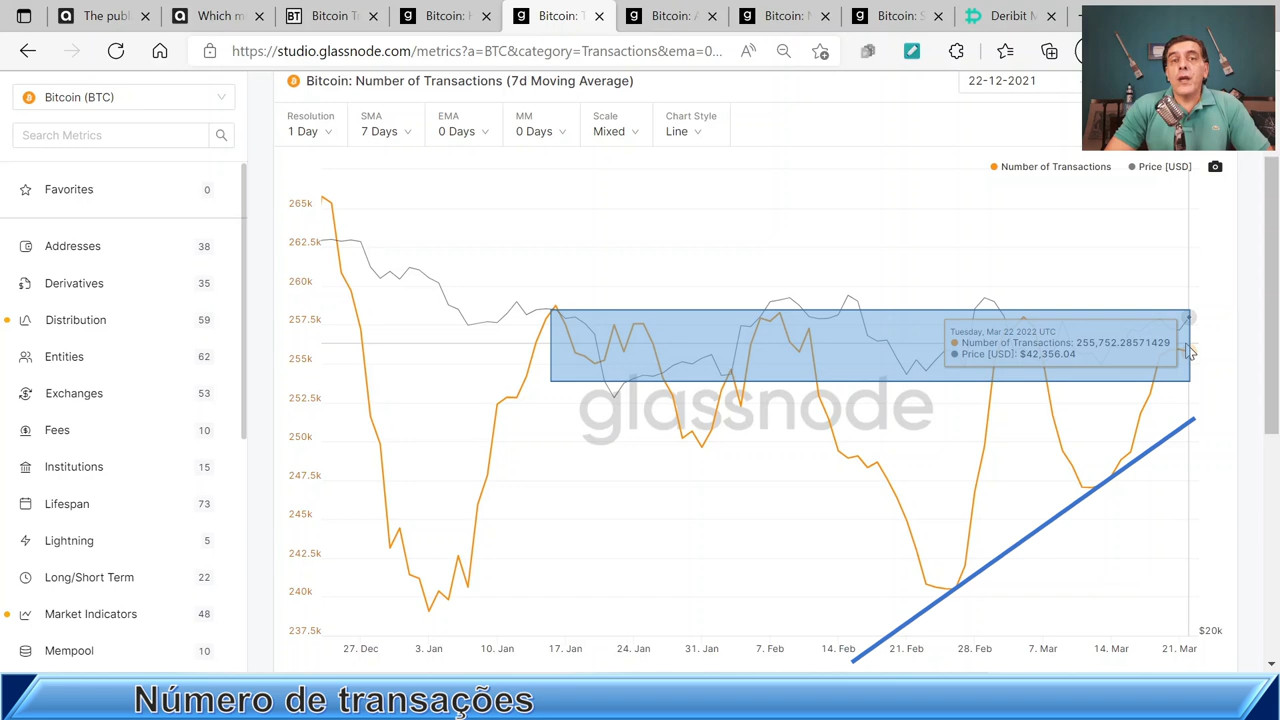 The pub
Which m
Bitcoin Tr
Bitcoin:
Bitcoin: T
Bitcoin: A
Bitcoin:
Bitcoin: S
Deribit M
https://studio.glassnode.com/metrics?a=BTC&category=Transactions&ema=0...
Bitcoin (BTC)
Search Metrics
Favorites 0
Addresses 38
Derivatives 35
Distribution 59
Entities 62
Exchanges 53
Fees 10
Institutions 15
Lifespan 73
Lightning 5
Long/Short Term 22
Market Indicators 48
Mempool 10
Bitcoin: Number of Transactions (7d Moving Average)
22-12-2021
Resolution SMA EMA MM Scale Chart Style
1 Day 7 Days 0 Days 0 Days Mixed Line
Number of Transactions Price [USD]
265k
262.5k
260k
257.5k
255k
252.5k
250k
247.5k
245k
242.5k
240k
237.5k
$20k
Tuesday, Mar 22 2022 UTC
Number of Transactions: 255,752.28571429
Price [USD]: $42,356.04
glassnode
27. Dec 3. Jan 10. Jan 17. Jan 24. Jan 31. Jan 7. Feb 14. Feb 21. Feb 28. Feb 7. Mar 14. Mar 21. Mar
Número de transações